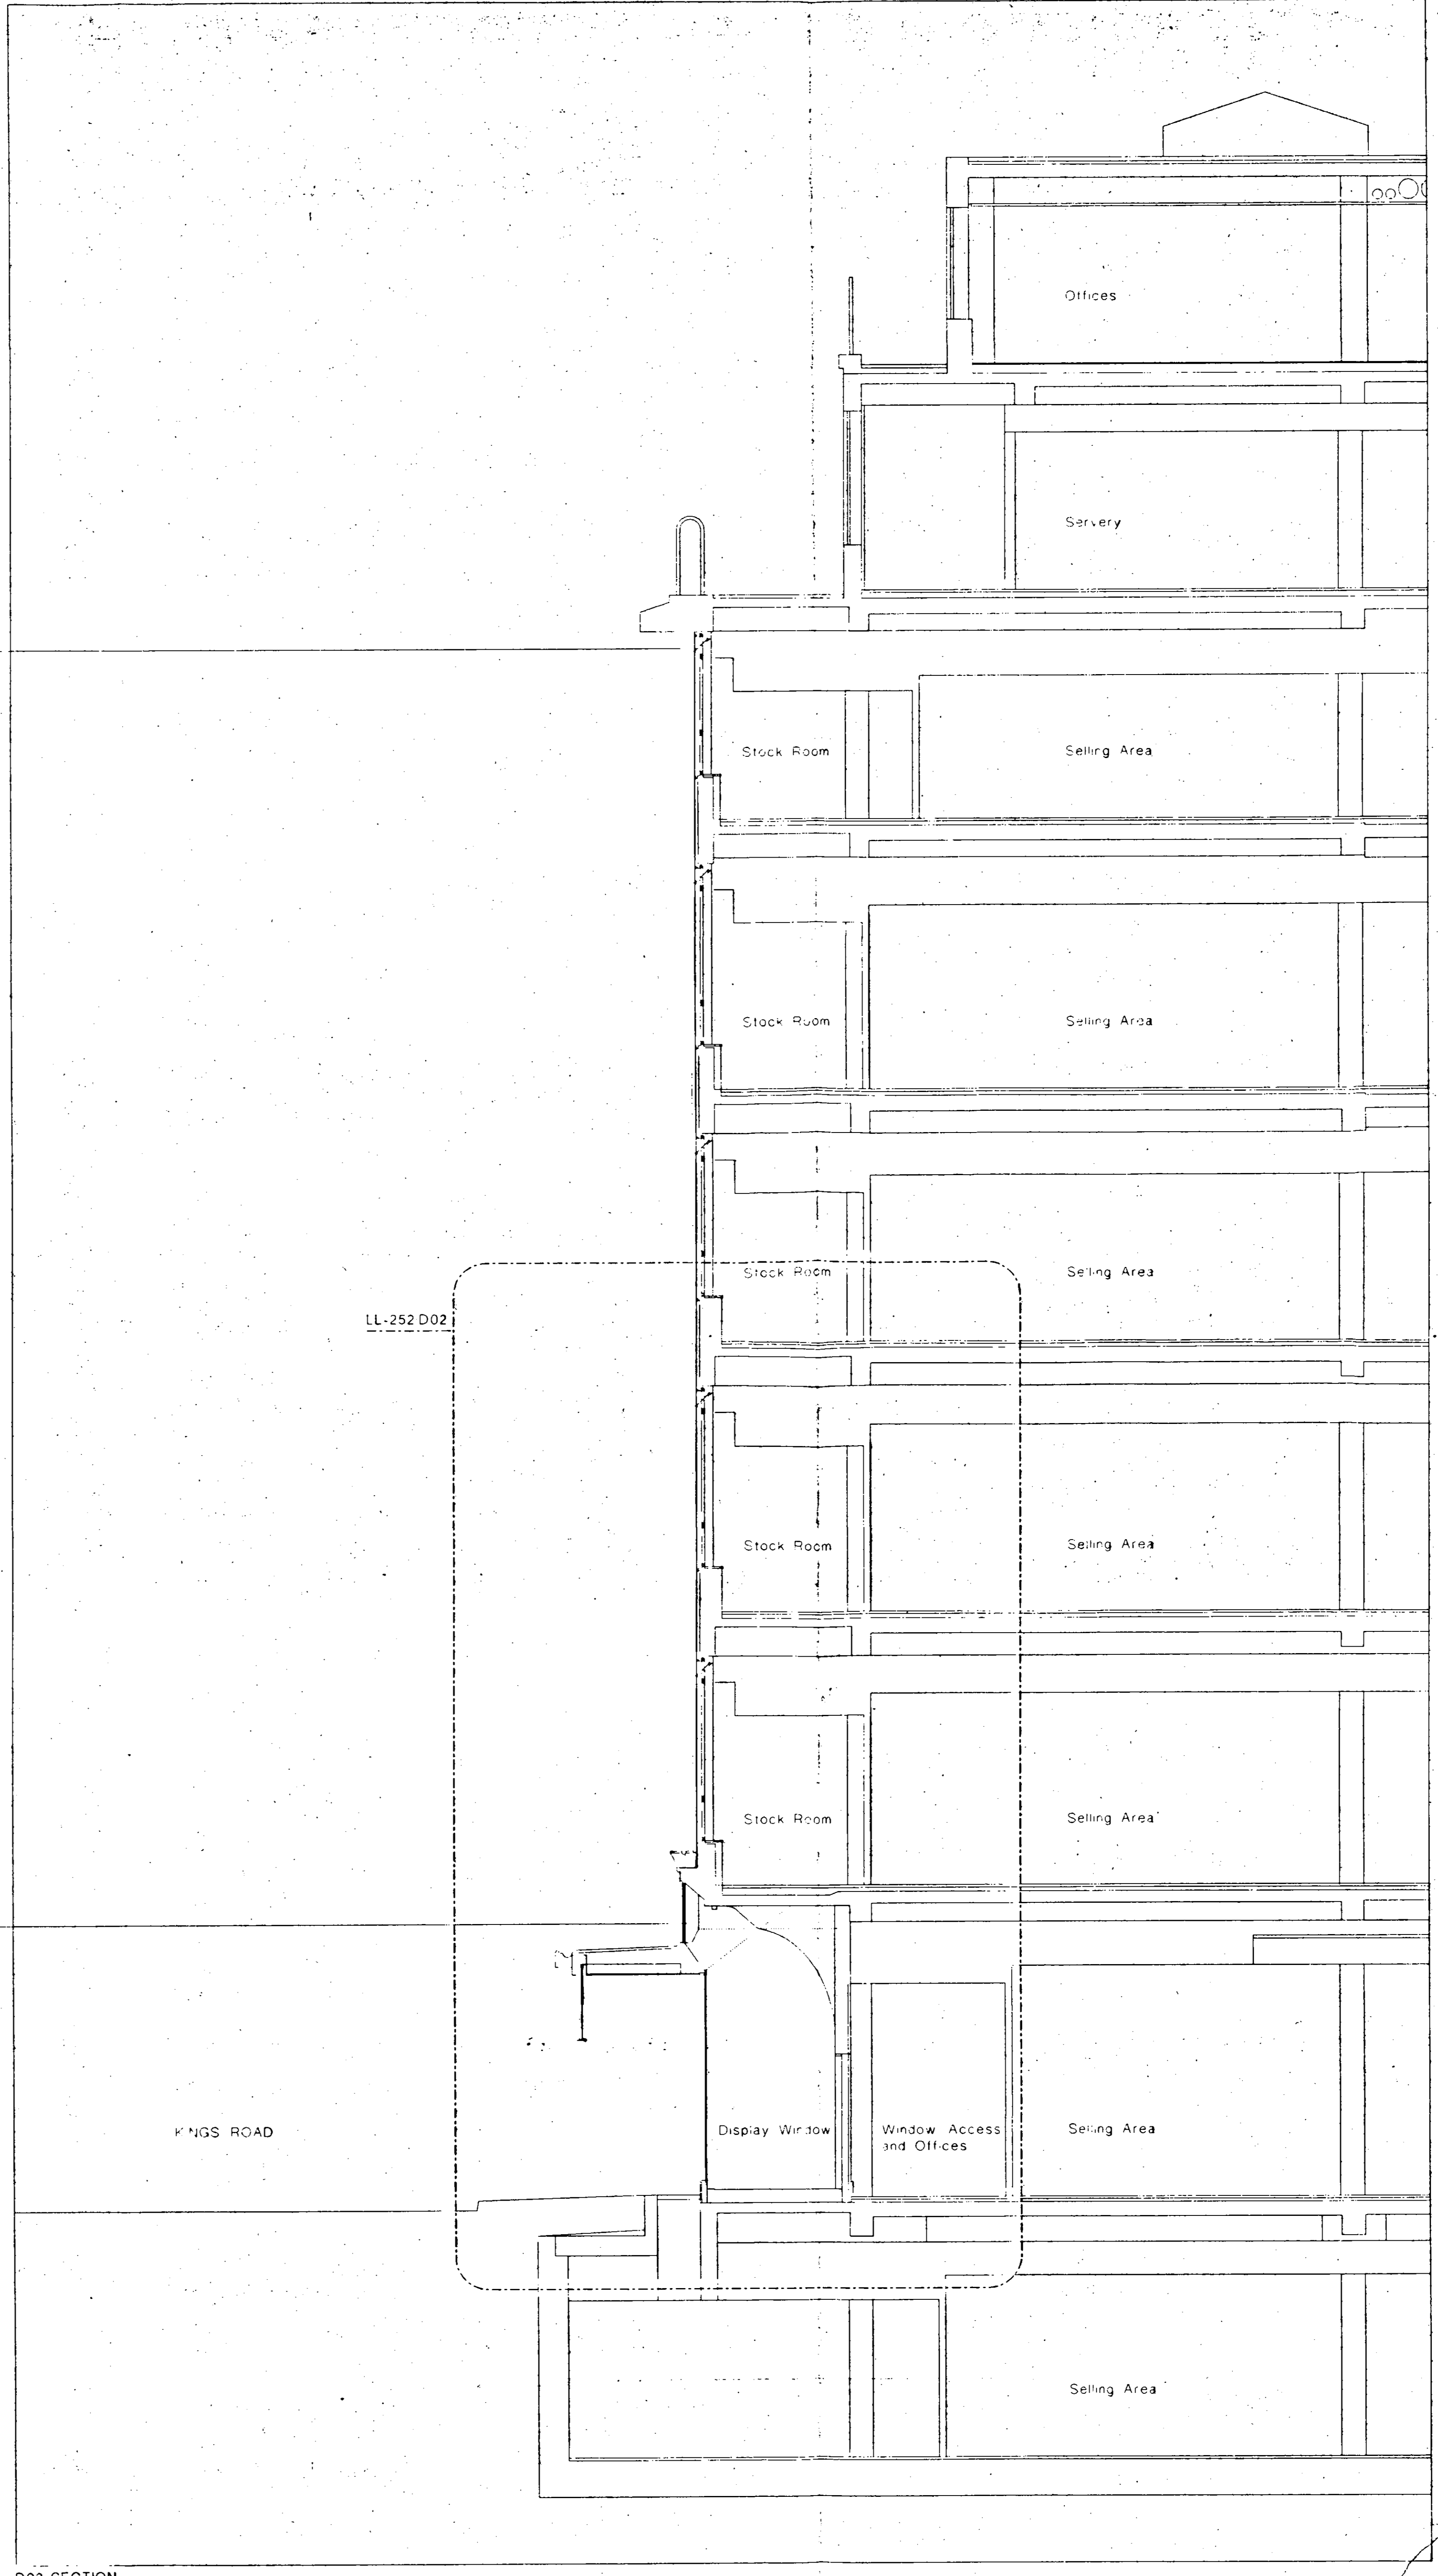 Offices
Servery
Stock Room Selling Area
Stock Room Selling Area
Stock Room Selling Area
LL-252 D02
Stock Room Selling Area
Stock Room Selling Area
KINGS ROAD Display Window Window Access Selling Area
and Offices
Selling Area
SECTION